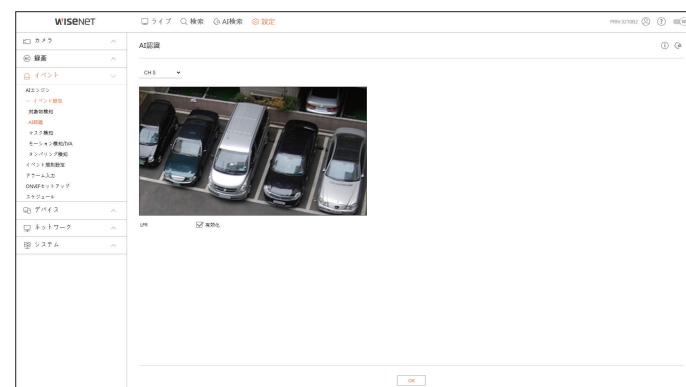 WISENET
ライブ 検索 AI検索 設定
PRN-3210B2
カメラ
録画
イベント
AIエンジン
－ イベント設定
対象物検知
AI認識
マスク検知
モーション検知/IVA
タンパリング検知
イベント規則設定
アラーム入力
ONVIFセットアップ
スケジュール
デバイス
ネットワーク
システム
AI認識
CH 5
LPR 有効化
OK